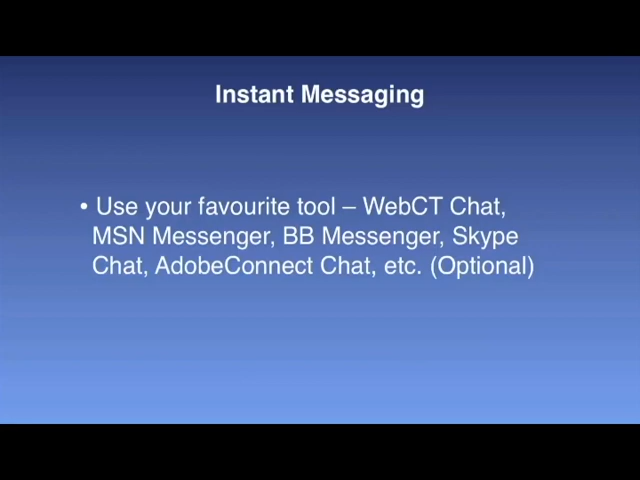 Instant Messaging
• Use your favourite tool – WebCT Chat,
MSN Messenger, BB Messenger, Skype
Chat, AdobeConnect Chat, etc. (Optional)